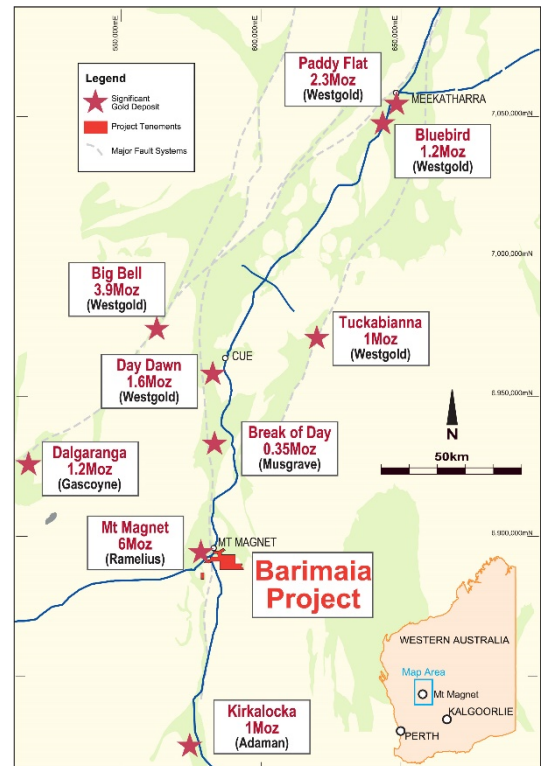 550,000mE
600,000mE
650,000mE
Legend
Significant
Gold Deposit
Project Tenements
Major Fault Systems
Paddy Flat
2.3Moz
(Westgold)
MEEKATHARRA
7,050,000mN
Bluebird
1.2Moz
(Westgold)
7,000,000mN
Big Bell
3.9Moz
(Westgold)
Tuckabianna
1Moz
(Westgold)
CUE
Day Dawn
1.6Moz
(Westgold)
6,950,000mN
N
50km
Break of Day
0.35Moz
(Musgrave)
Dalgaranga
1.2Moz
(Gascoyne)
6,900,000mN
Mt Magnet
6Moz
(Ramelius)
MT MAGNET
Barimaia
Project
WESTERN AUSTRALIA
Map Area
Mt Magnet
KALGOORLIE
PERTH
Kirkalocka
1Moz
(Adaman)